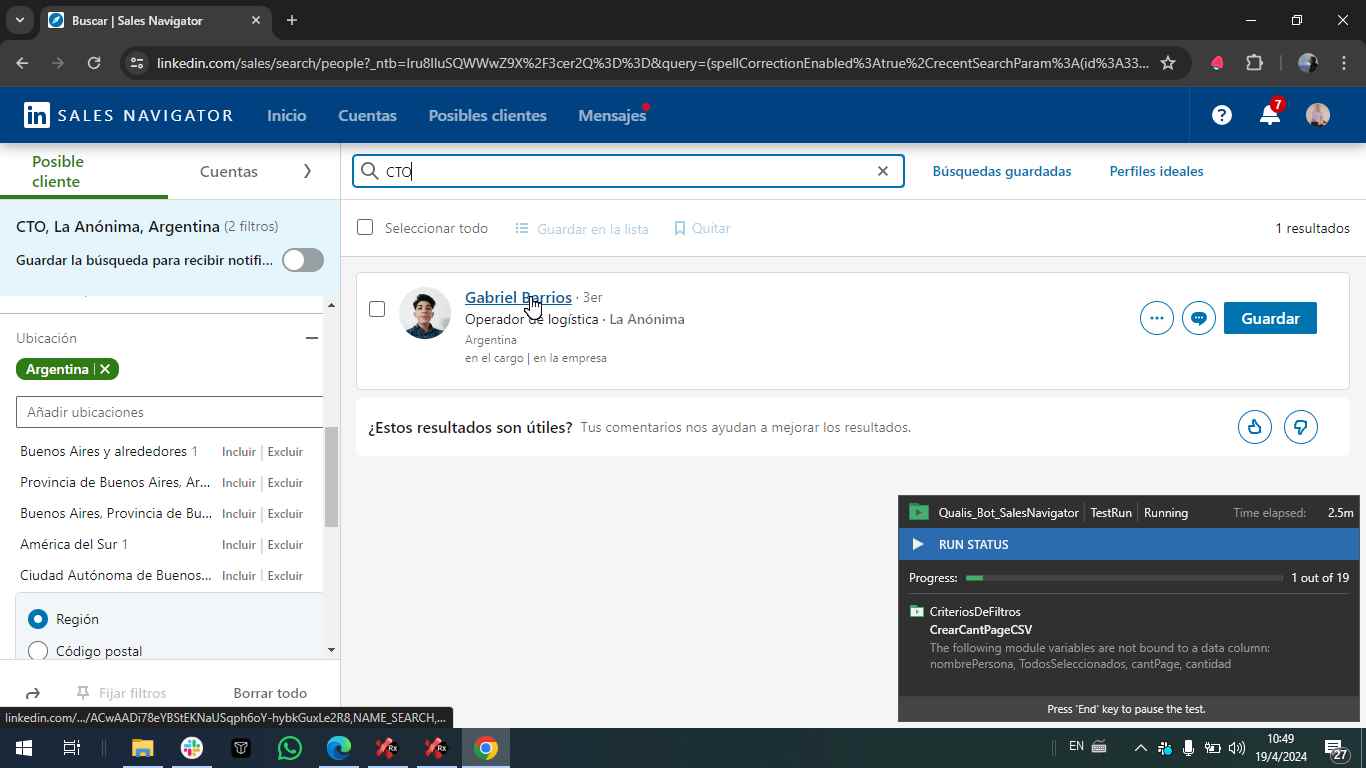 Buscar | Sales Navigator
linkedin.com/sales/search/people?_ntb=Iru8IIuSQWWwZ9X%2F3cer2Q%3D%3D&query=(spellCorrectionEnabled%3Atrue%2CrecentSearchParam%3A(id%3A33...
in SALES NAVIGATOR
Inicio
Cuentas
Posibles clientes
Mensajes
7
Posible cliente
Cuentas
CTO
Búsquedas guardadas
Perfiles ideales
CTO, La Anónima, Argentina (2 filtros)
Guardar la búsqueda para recibir notifi...
Seleccionar todo
Guardar en la lista
Quitar
1 resultados
Ubicación
Argentina
Añadir ubicaciones
Buenos Aires y alrededores 1 Incluir | Excluir
Provincia de Buenos Aires, Ar... Incluir | Excluir
Buenos Aires, Provincia de Bu... Incluir | Excluir
América del Sur 1 Incluir | Excluir
Ciudad Autónoma de Buenos... Incluir | Excluir
Región
Código postal
Fijar filtros
Borrar todo
Gabriel Barrios · 3er
Operador de logística · La Anónima
Argentina
en el cargo | en la empresa
Guardar
¿Estos resultados son útiles? Tus comentarios nos ayudan a mejorar los resultados.
Qualis_Bot_SalesNavigator TestRun Running Time elapsed: 2.5m
RUN STATUS
Progress: 1 out of 19
CriteriosDeFiltros
CrearCantPageCSV
The following module variables are not bound to a data column:
nombrePersona, TodosSeleccionados, cantPage, cantidad
Press 'End' key to pause the test.
linkedin.com/.../ACwAADi78eYBStEKNaUSqph6oY-hybkGuxLe2R8,NAME_SEARCH,...
Rx
Rx
EN
10:49
19/4/2024
27